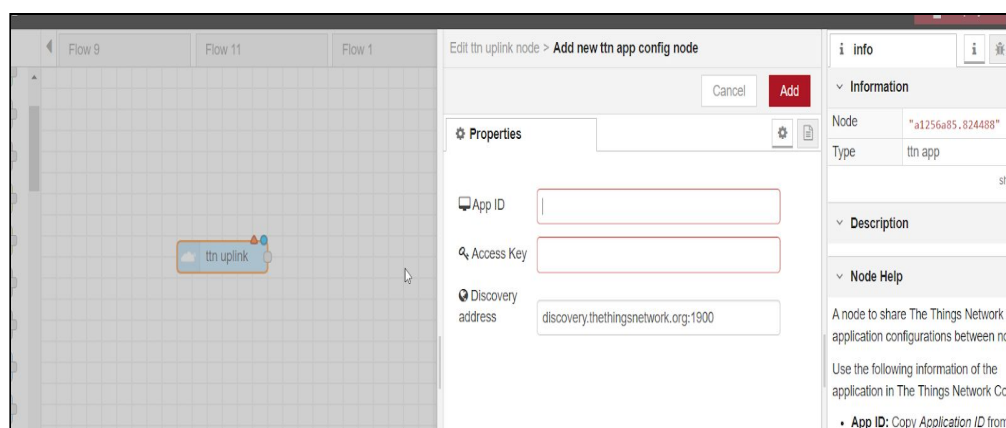 Flow 9
Flow 11
Flow 1
Edit ttn uplink node > Add new ttn app config node
i info
i
Cancel
Add
Information
Properties
Node
"a1256a85.824488"
Type
ttn app
App ID
Description
ttn uplink
Access Key
Node Help
Discovery
address
discovery.thethingsnetwork.org:1900
A node to share The Things Network
application configurations between
Use the following information of the
application in The Things Network
• App ID: Copy Application ID from